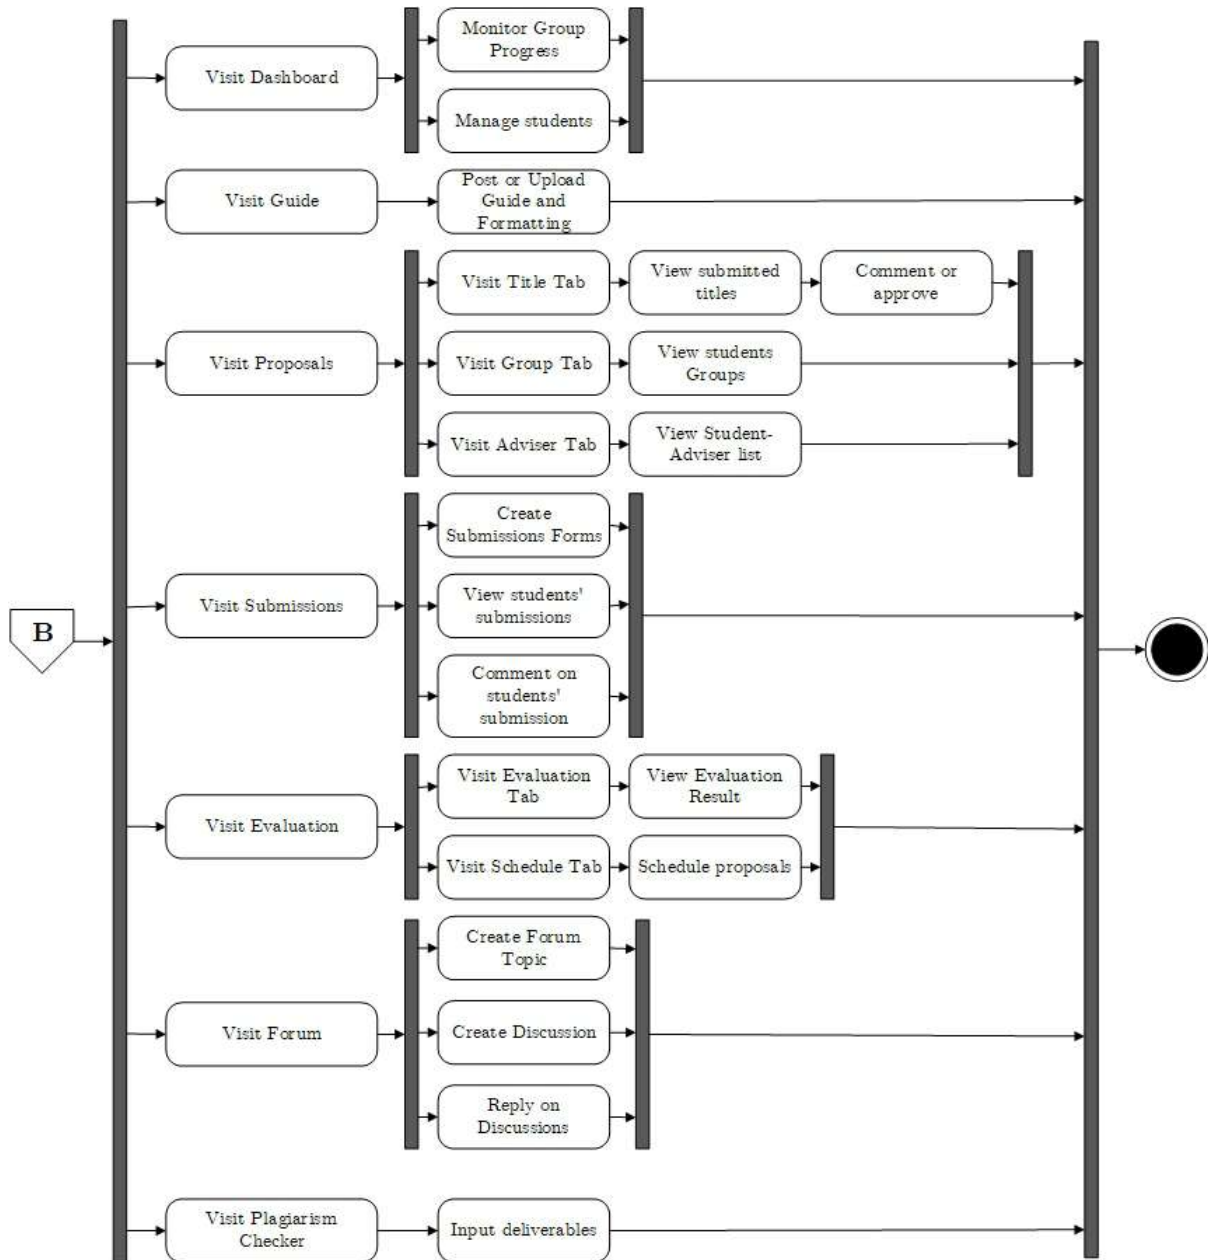 Monitor Group
Progress
Visit Dashboard
Manage students
Visit Guide
Post or Upload
Guide and
Formatting
Visit Title Tab
View submitted
titles
Comment or
approve
Visit Proposals
Visit Group Tab
View students
Groups
Visit Adviser Tab
View Student-
Adviser list
Create
Submissions Forms
Visit Submissions
View students'
submissions
B
Comment on
students'
submission
Visit Evaluation
Tab
View Evaluation
Result
Visit Evaluation
Visit Schedule Tab
Schedule proposals
Create Forum
Topic
Visit Forum
Create Discussion
Reply on
Discussions
Visit Plagiarism
Checker
Input deliverables